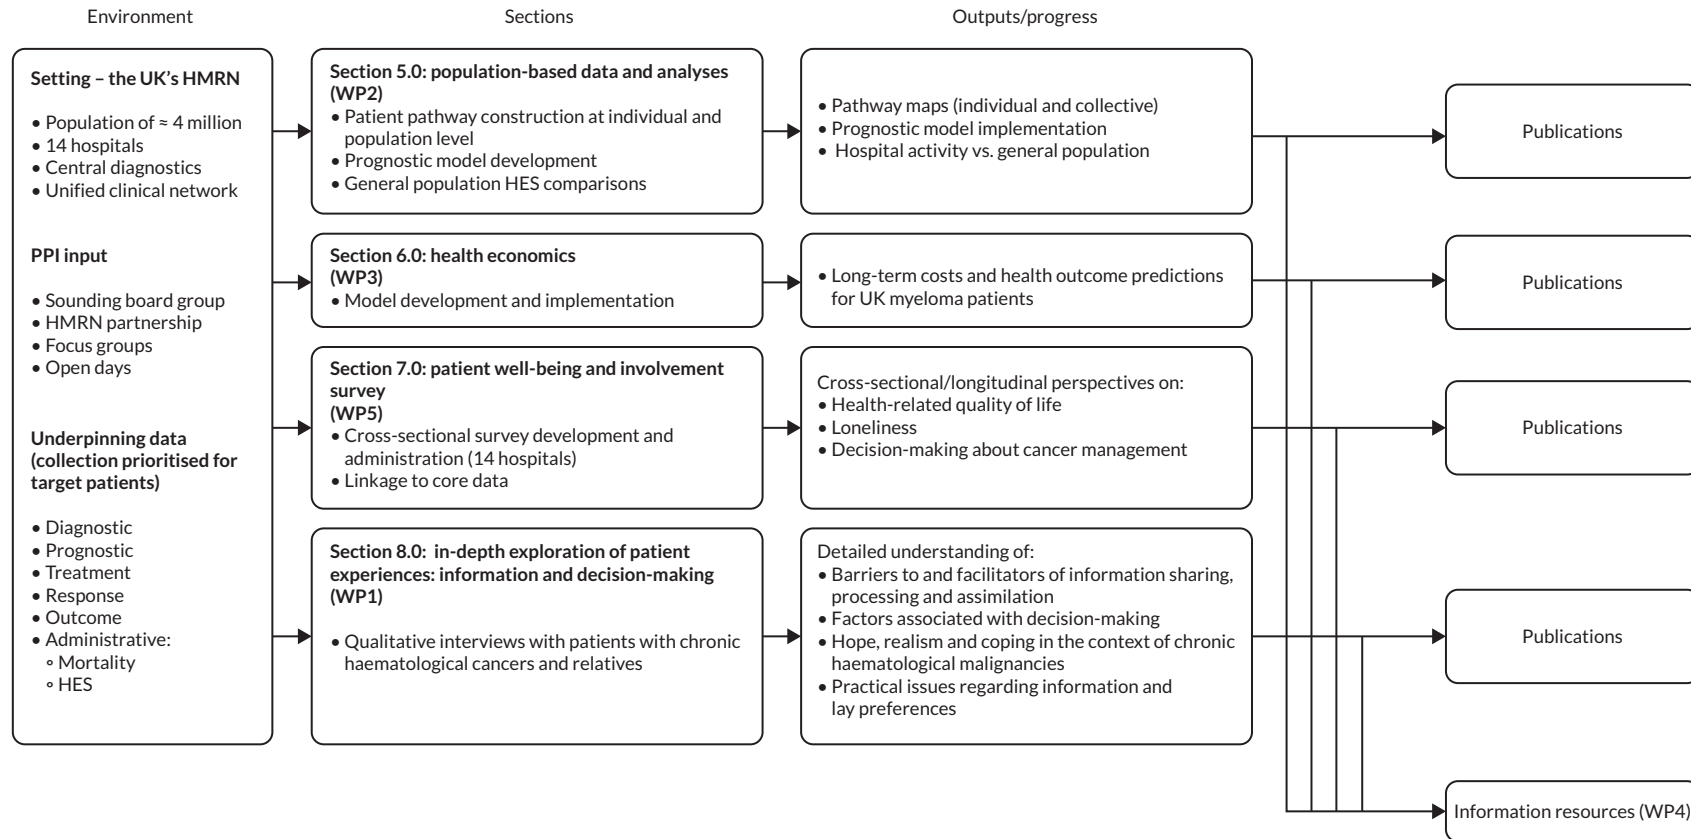 Environment
Sections
Outputs/progress
Setting – the UK's HMRN
• Population of ≈ 4 million
• 14 hospitals
• Central diagnostics
• Unified clinical network
PPI input
• Sounding board group
• HMRN partnership
• Focus groups
• Open days
Underpinning data
(collection prioritised for
target patients)
• Diagnostic
• Prognostic
• Treatment
• Response
• Outcome
• Administrative:
∘ Mortality
∘ HES
Section 5.0: population-based data and analyses
(WP2)
• Patient pathway construction at individual and
population level
• Prognostic model development
• General population HES comparisons
• Pathway maps (individual and collective)
• Prognostic model implementation
• Hospital activity vs. general population
Publications
Section 6.0: health economics
(WP3)
• Model development and implementation
• Long-term costs and health outcome predictions
for UK myeloma patients
Publications
Section 7.0: patient well-being and involvement
survey
(WP5)
• Cross-sectional survey development and
administration (14 hospitals)
• Linkage to core data
Cross-sectional/longitudinal perspectives on:
• Health-related quality of life
• Loneliness
• Decision-making about cancer management
Publications
Section 8.0: in-depth exploration of patient
experiences: information and decision-making
(WP1)
• Qualitative interviews with patients with chronic
haematological cancers and relatives
Detailed understanding of:
• Barriers to and facilitators of information sharing,
processing and assimilation
• Factors associated with decision-making
• Hope, realism and coping in the context of chronic
haematological malignancies
• Practical issues regarding information and
lay preferences
Publications
Information resources (WP4)